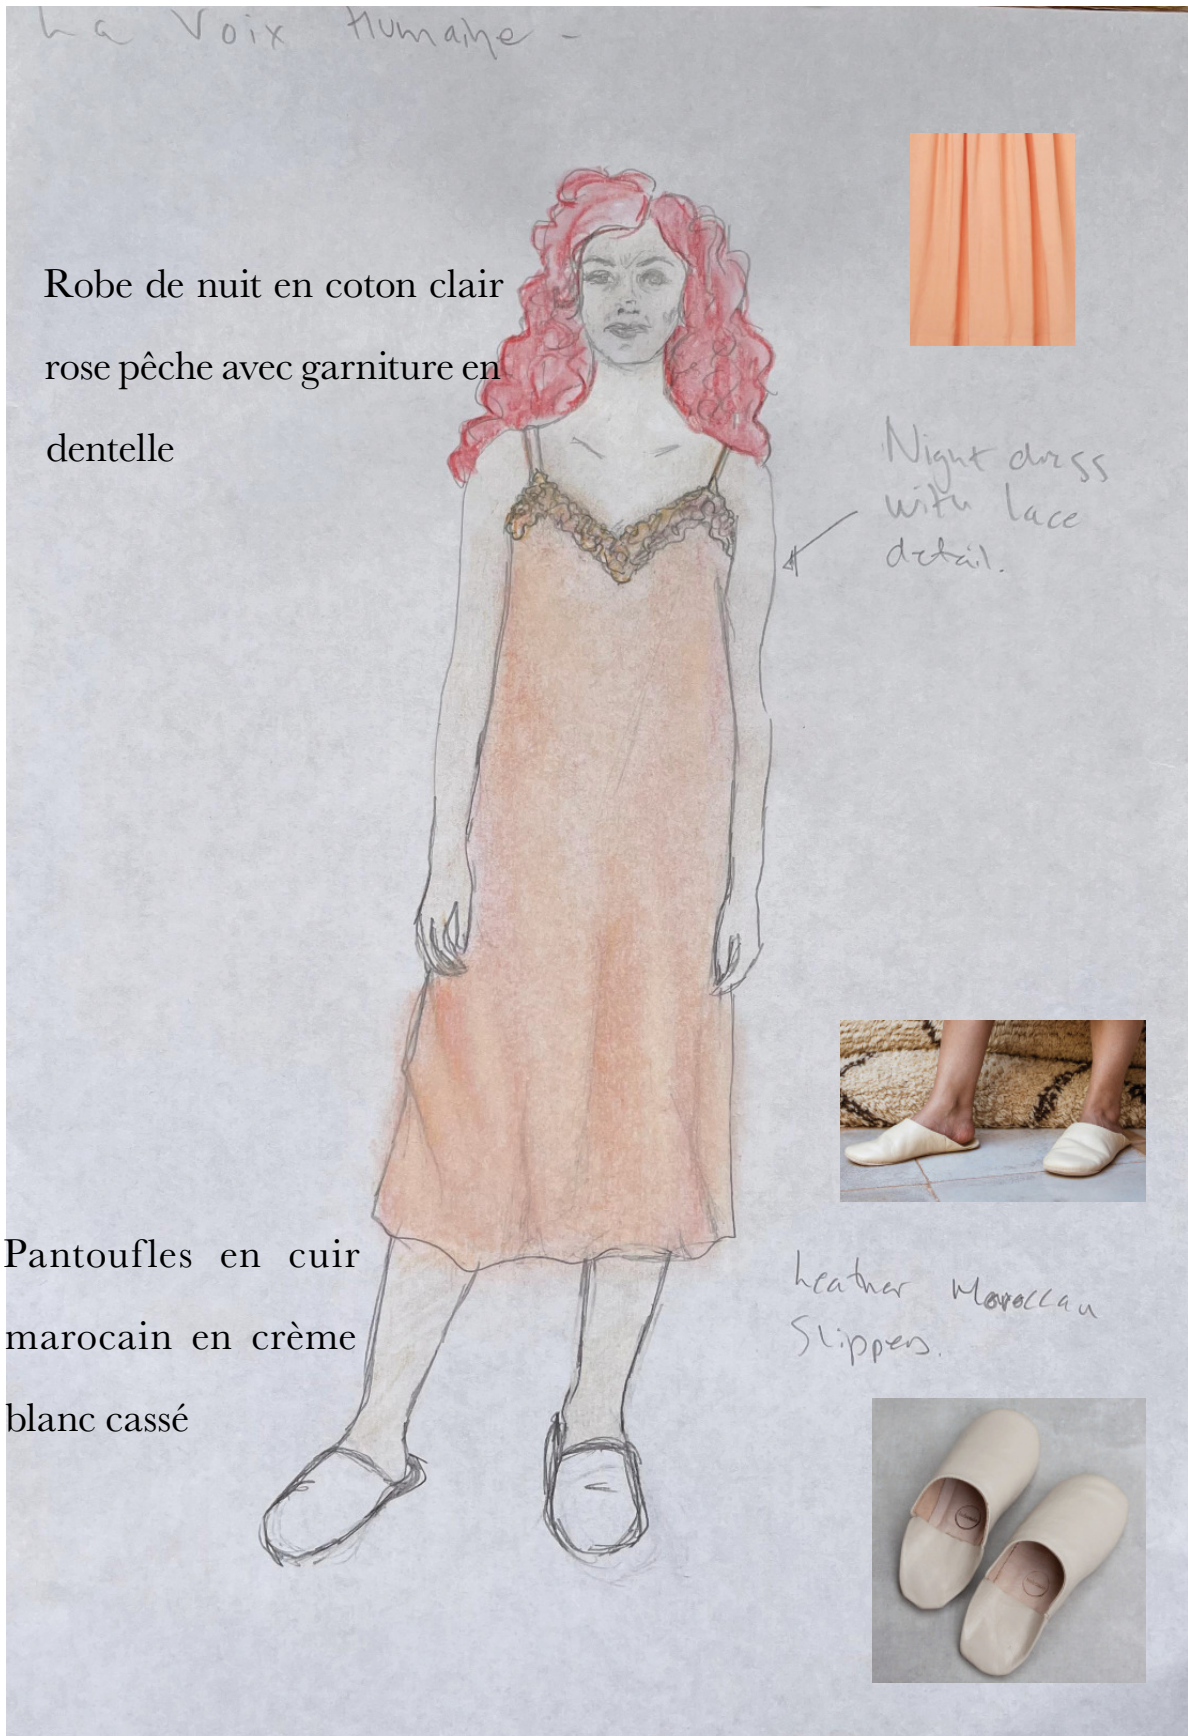 La Voix Humaine -
Robe de nuit en coton clair
rose pêche avec garniture en
dentelle
Night dress
with lace
detail.
Pantoufles en cuir
marocain en crème
blanc cassé
Leather Moroccan
Slippers.